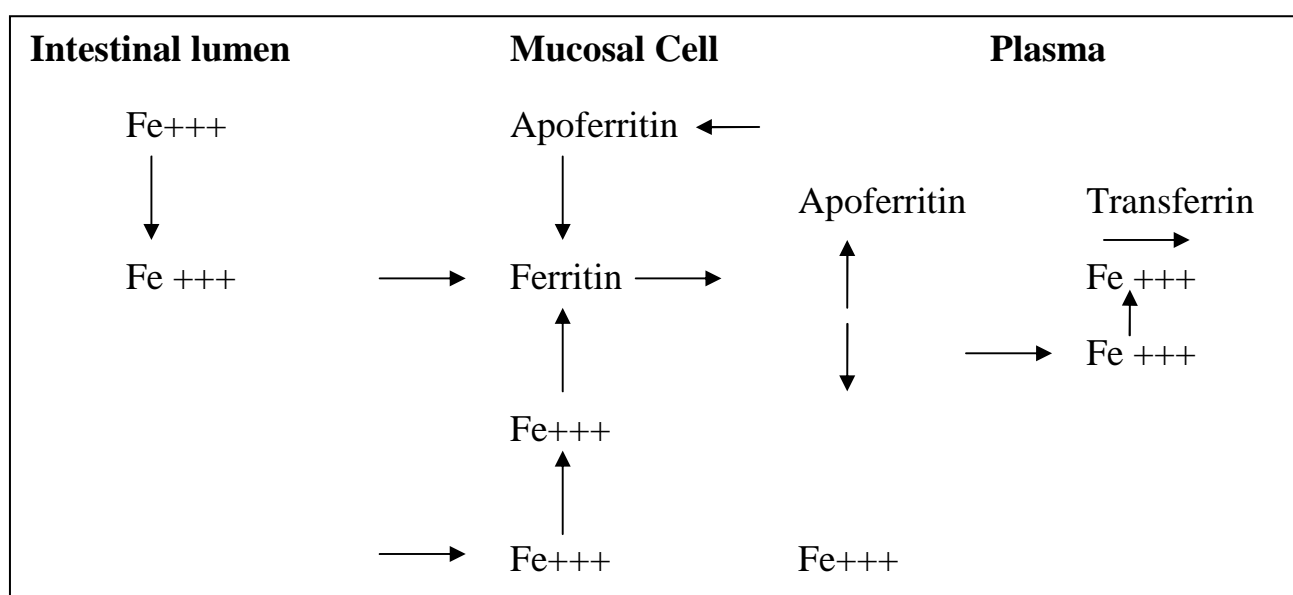 Intestinal lumen Mucosal Cell Plasma
Fe+++ Apoferritin
Apoferritin Transferrin
Fe +++ Ferritin Fe +++
Fe +++
Fe+++
Fe+++ Fe+++